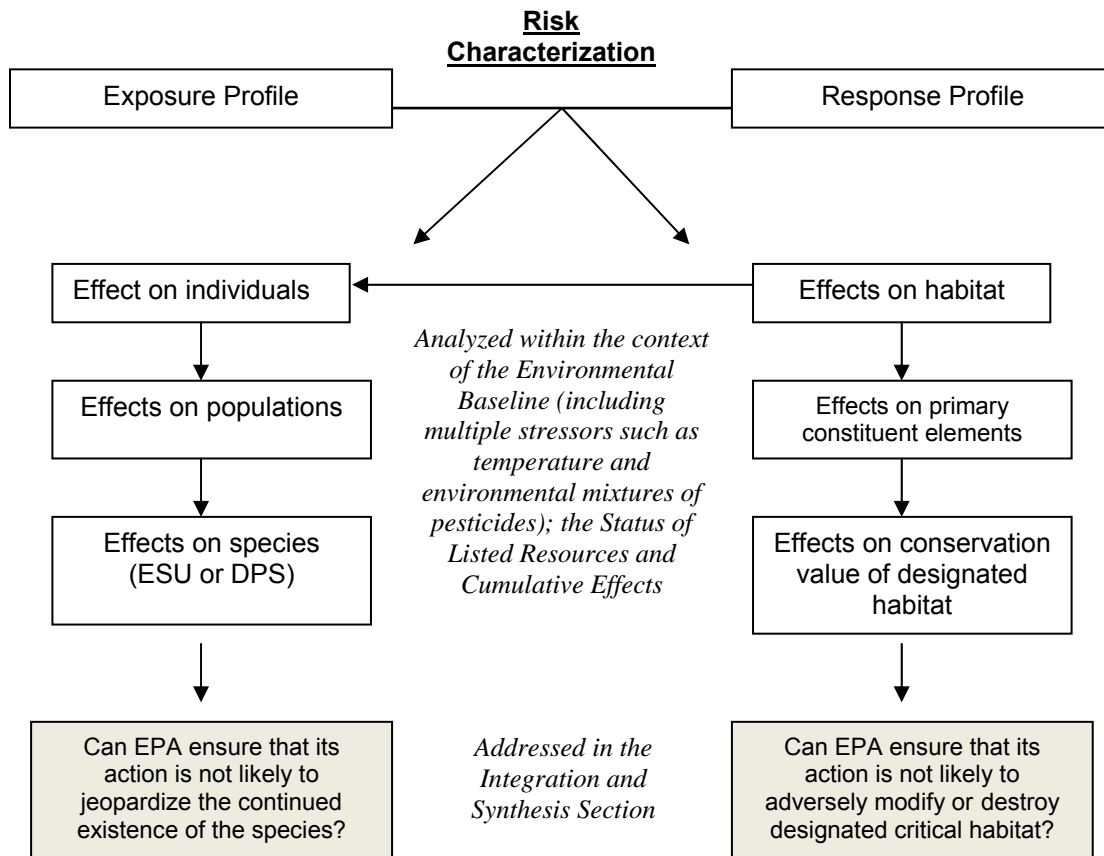 Risk
Characterization
Exposure Profile
Response Profile
Effect on individuals
Effects on habitat
Analyzed within the context
of the Environmental
Baseline (including
multiple stressors such as
temperature and
environmental mixtures of
pesticides); the Status of
Listed Resources and
Cumulative Effects
Effects on populations
Effects on primary
constituent elements
Effects on species
(ESU or DPS)
Effects on conservation
value of designated
habitat
Can EPA ensure that its
action is not likely to
jeopardize the continued
existence of the species?
Addressed in the
Integration and
Synthesis Section
Can EPA ensure that its
action is not likely to
adversely modify or destroy
designated critical habitat?